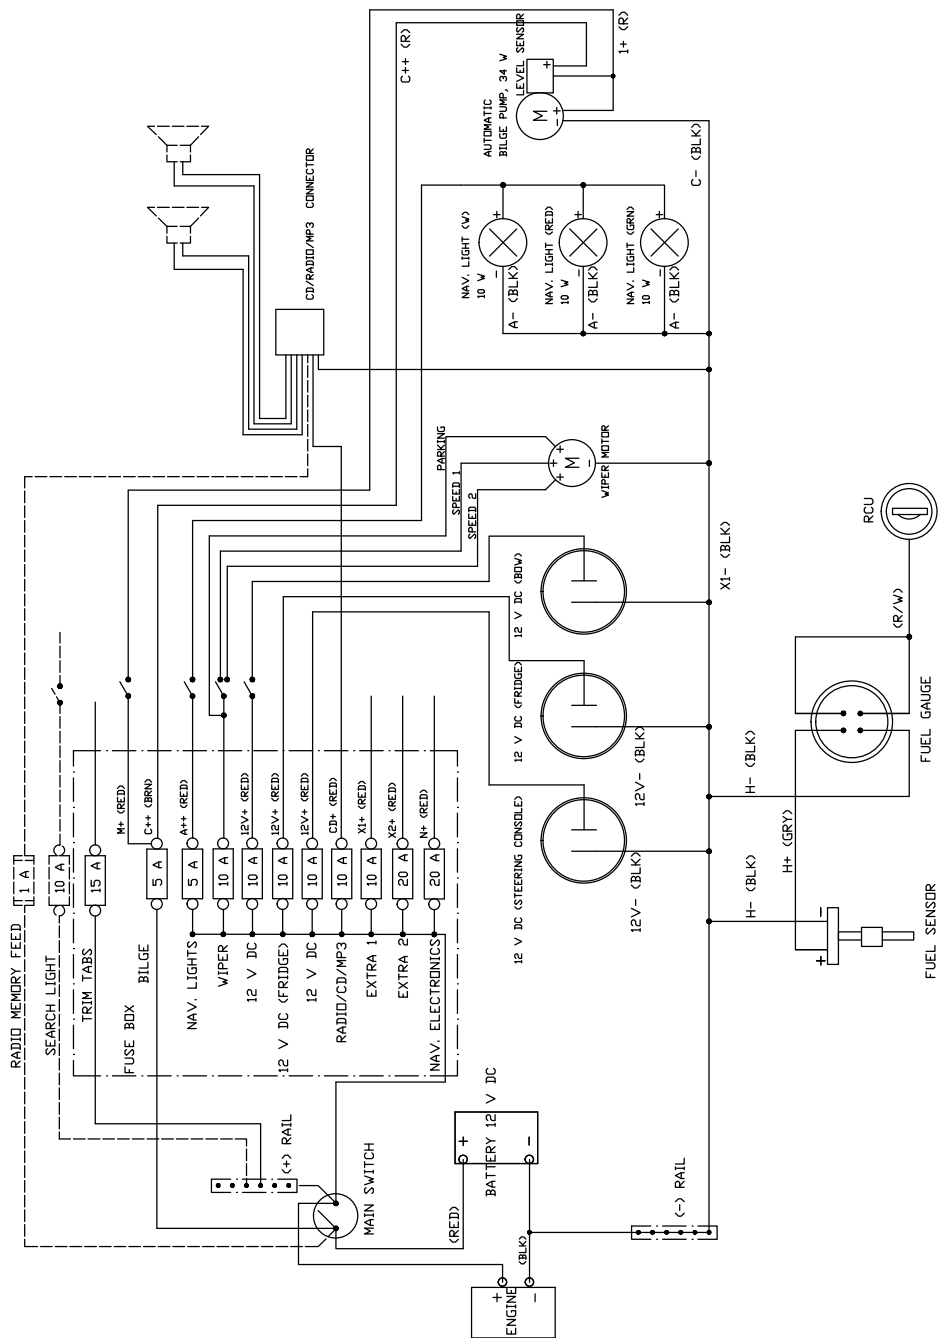 RADIO MEMORY FEED
1 A
SEARCH LIGHT
10 A
TRIM TABS
15 A
FUSE BOX
M+ (RED)
BILGE
5 A
C++ (BRN)
NAV. LIGHTS
5 A
A++ (RED)
WIPER
10 A
12 V DC
10 A
12V+ (RED)
12 V DC (FRIDGE)
10 A
12V+ (RED)
12 V DC
10 A
12V+ (RED)
RADIO/CD/MP3
10 A
CD+ (RED)
EXTRA 1
10 A
X1+ (RED)
EXTRA 2
20 A
X2+ (RED)
NAV. ELECTRONICS
20 A
N+ (RED)
(+) RAIL
MAIN SWITCH
(RED)
BATTERY 12 V DC
+
-
ENGINE
+
-
(BLK)
(-) RAIL
CD/RADIO/MP3 CONNECTOR
C++ (R)
AUTOMATIC
BILGE PUMP, 34 W
LEVEL SENSOR
+
M
- +
1+ (R)
C- (BLK)
NAV. LIGHT (W)
10 W
- +
A- (BLK)
NAV. LIGHT (RED)
10 W
- +
A- (BLK)
NAV. LIGHT (GRN)
10 W
- +
A- (BLK)
PARKING
SPEED 1
SPEED 2
+ + +
M
-
WIPER MOTOR
12 V DC (BOW)
12 V DC (FRIDGE)
12V- (BLK)
12 V DC (STEERING CONSOLE)
12V- (BLK)
X1- (BLK)
RCU
(R/W)
FUEL GAUGE
H- (BLK)
H+ (GRY)
H- (BLK)
+ -
FUEL SENSOR